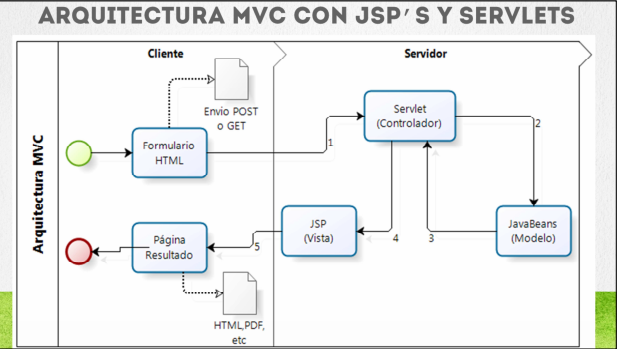 ARQUITECTURA MVC CON JSP'S Y SERVLETS
Cliente
Servidor
Arquitectura MVC
Envio POST
o GET
Formulario
HTML
1
Servlet
(Controlador)
2
JavaBeans
(Modelo)
3
4
JSP
(Vista)
5
Página
Resultado
HTML,PDF,
etc